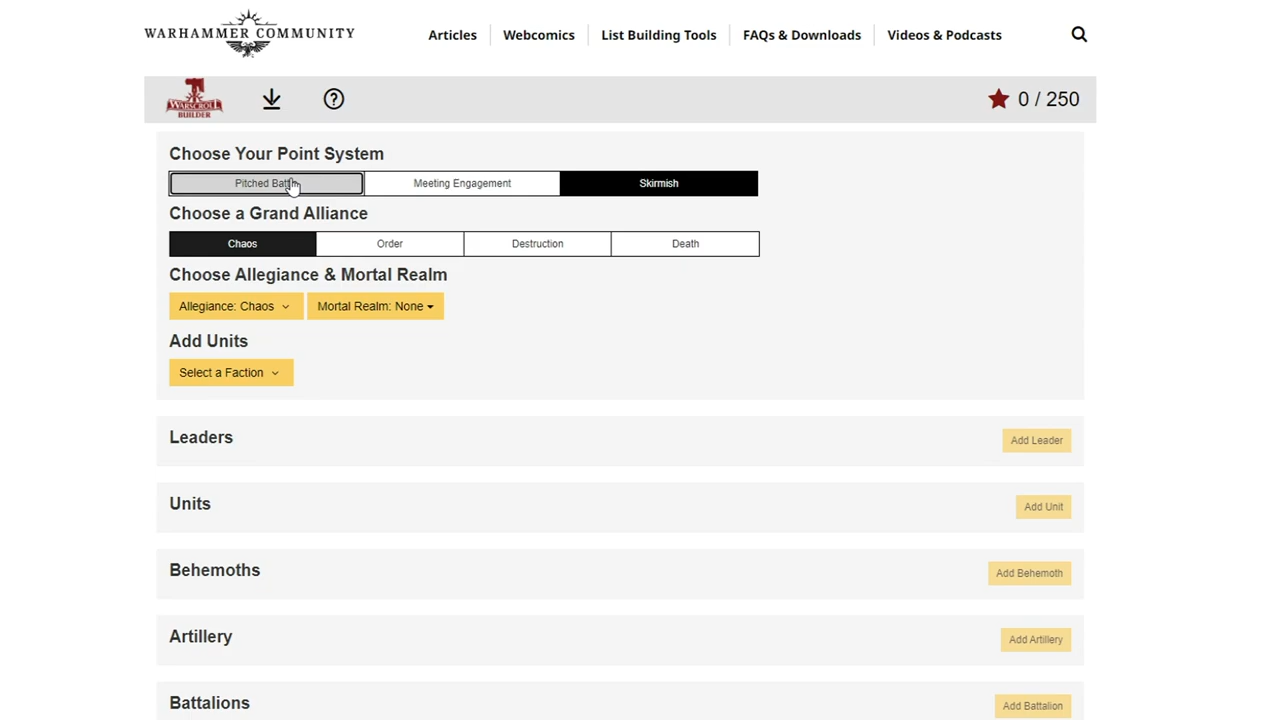 WARHAMMER COMMUNITY
Articles
Webcomics
List Building Tools
FAQs & Downloads
Videos & Podcasts
WARSCROLL
BUILDER
0 / 250
Choose Your Point System
Pitched
Meeting Engagement
Skirmish
Choose a Grand Alliance
Chaos
Order
Destruction
Death
Choose Allegiance & Mortal Realm
Allegiance: Chaos
Mortal Realm: None
Add Units
Select a Faction
Leaders
Add Leader
Units
Add Unit
Behemoths
Add Behemoth
Artillery
Add Artillery
Battalions
Add Battalion